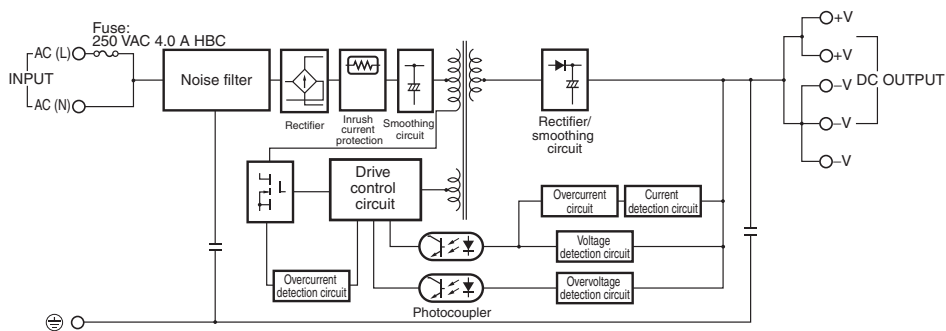 Fuse:
250 VAC 4.0 A HBC
AC (L)
INPUT
AC (N)
Noise filter
Rectifier
Inrush
current
protection
Smoothing
circuit
Rectifier/
smoothing
circuit
+V
+V
–V
DC OUTPUT
–V
–V
Drive
control
circuit
Overcurrent
circuit
Current
detection circuit
Voltage
detection circuit
Overcurrent
detection circuit
Overvoltage
detection circuit
Photocoupler